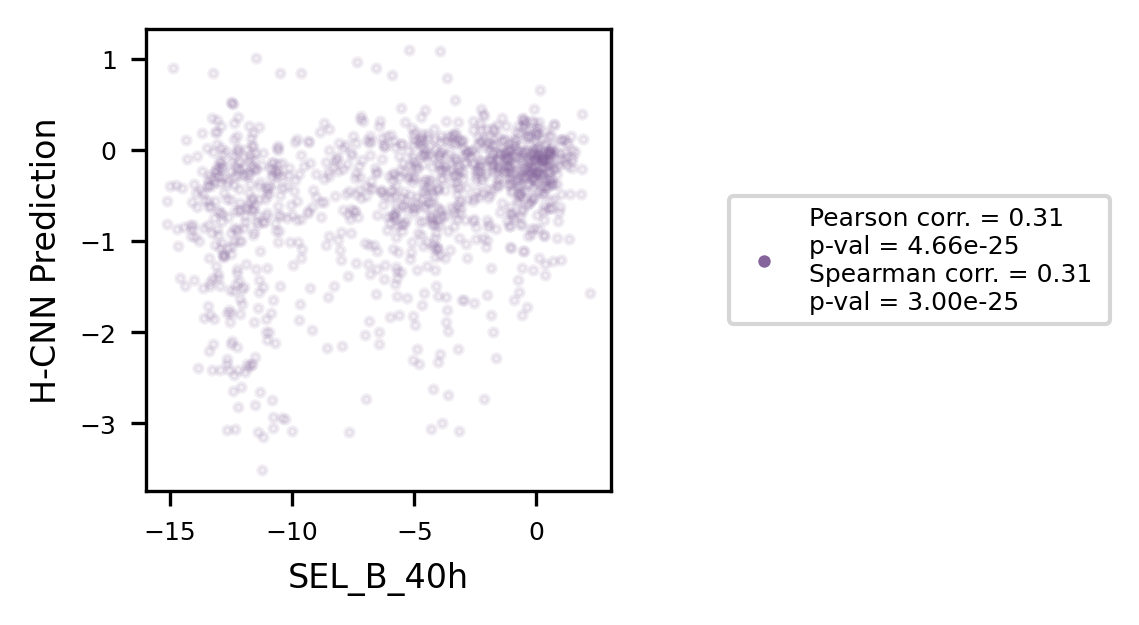 1
0
−1
−2
−3
H-CNN Prediction
−15
−10
−5
0
SEL_B_40h
Pearson corr. = 0.31
p-val = 4.66e-25
Spearman corr. = 0.31
p-val = 3.00e-25